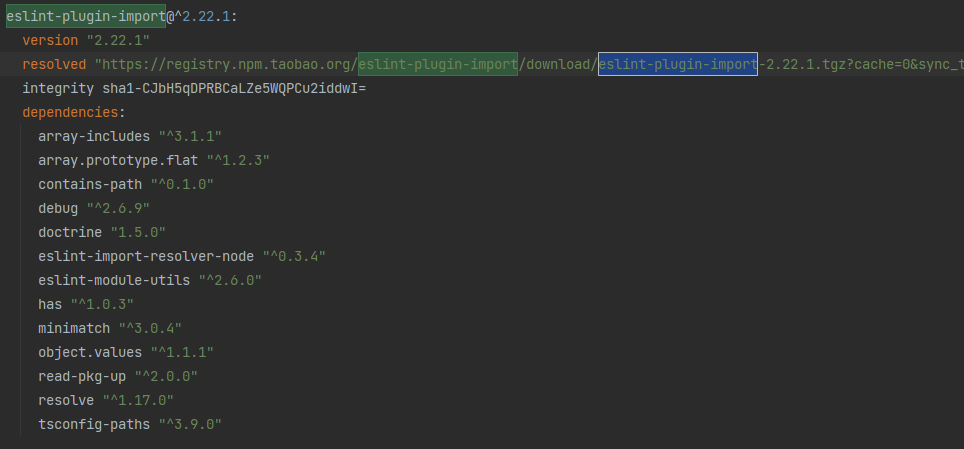 eslint-plugin-import@^2.22.1:
version "2.22.1"
resolved "https://registry.npm.taobao.org/eslint-plugin-import/download/eslint-plugin-import-2.22.1.tgz?cache=0&sync_t
integrity sha1-CJbH5qDPRBCaLZe5WQPCu2iddwI=
dependencies:
array-includes "^3.1.1"
array.prototype.flat "^1.2.3"
contains-path "^0.1.0"
debug "^2.6.9"
doctrine "1.5.0"
eslint-import-resolver-node "^0.3.4"
eslint-module-utils "^2.6.0"
has "^1.0.3"
minimatch "^3.0.4"
object.values "^1.1.1"
read-pkg-up "^2.0.0"
resolve "^1.17.0"
tsconfig-paths "^3.9.0"